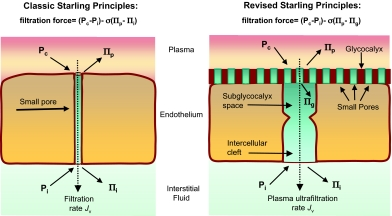 Classic Starling Principles:
filtration force= (Pc-Pi)- σ(Πp- Πi)
Pc
Πp
Small pore
Pi
Πi
Filtration
rate Jv
Plasma
Endothelium
Interstitial
Fluid
Revised Starling Principles:
filtration force= (Pc-Pi)- σ(Πp- Πg)
Pc
Πp
Glycocalyx
Subglycocalyx
space
Πg
Small Pores
Intercellular
cleft
Pi
Πi
Plasma ultrafiltration
rate Jv